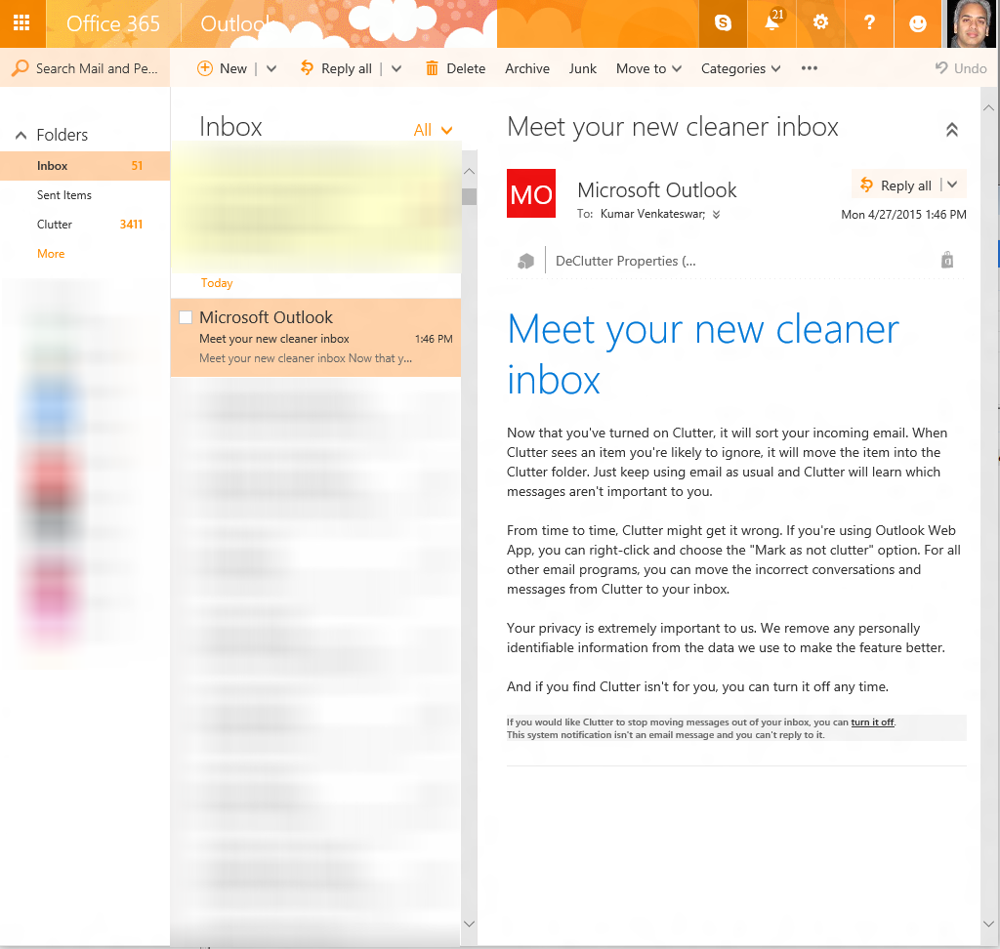 Office 365 Outlook
21
?
Search Mail and Pe...
New
Reply all
Delete
Archive
Junk
Move to
Categories
Undo
Folders
Inbox 51
Sent Items
Clutter 3411
More
Inbox
All
Today
Microsoft Outlook
Meet your new cleaner inbox 1:46 PM
Meet your new cleaner inbox Now that y...
Meet your new cleaner inbox
MO
Microsoft Outlook
To: Kumar Venkateswar;
Reply all
Mon 4/27/2015 1:46 PM
DeClutter Properties (...
Meet your new cleaner
inbox
Now that you've turned on Clutter, it will sort your incoming email. When
Clutter sees an item you're likely to ignore, it will move the item into the
Clutter folder. Just keep using email as usual and Clutter will learn which
messages aren't important to you.
From time to time, Clutter might get it wrong. If you're using Outlook Web
App, you can right-click and choose the "Mark as not clutter" option. For all
other email programs, you can move the incorrect conversations and
messages from Clutter to your inbox.
Your privacy is extremely important to us. We remove any personally
identifiable information from the data we use to make the feature better.
And if you find Clutter isn't for you, you can turn it off any time.
If you would like Clutter to stop moving messages out of your inbox, you can turn it off.
This system notification isn't an email message and you can't reply to it.